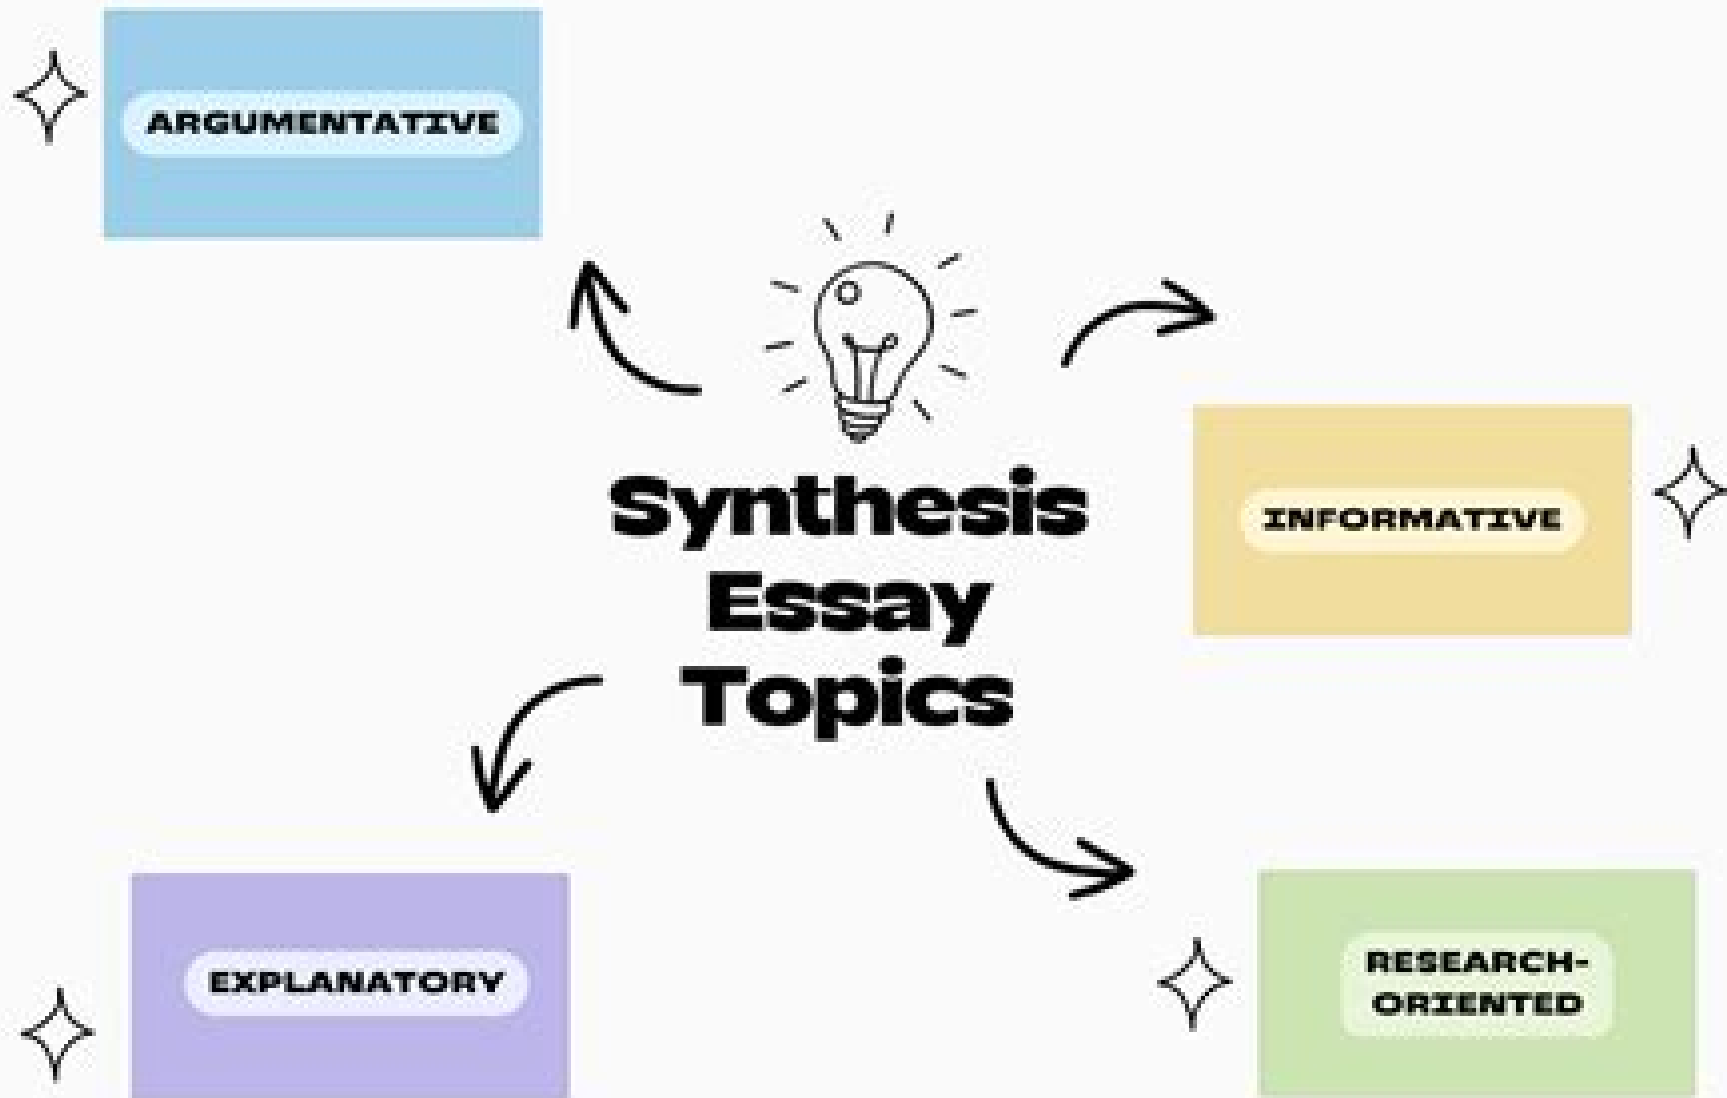 ARGUMENTATIVE
Synthesis
Essay
Topics
INFORMATIVE
EXPLANATORY
RESEARCH-
ORIENTED